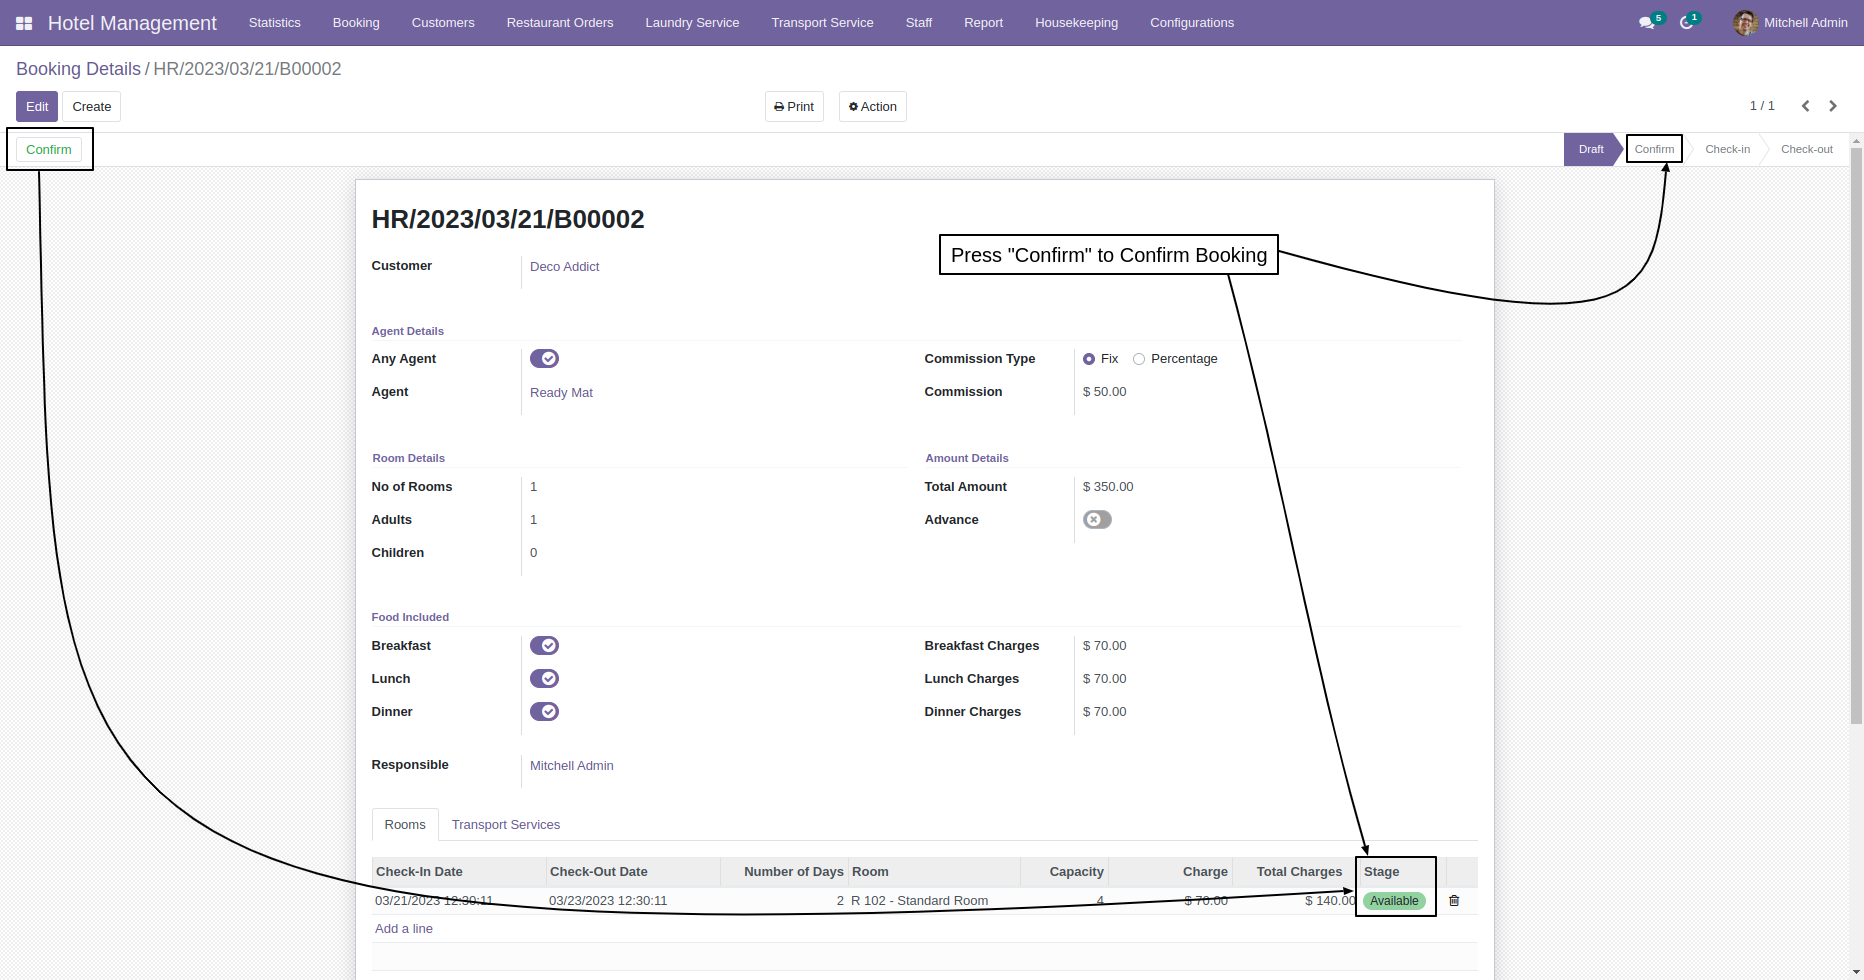 Hotel Management Statistics Booking Customers Restaurant Orders Laundry Service Transport Service Staff Report Housekeeping Configurations 5 1 Mitchell Admin
Booking Details / HR/2023/03/21/B00002
Edit Create Print Action 1 / 1
Confirm Draft Confirm Check-in Check-out
HR/2023/03/21/B00002
Press "Confirm" to Confirm Booking
Customer Deco Addict
Agent Details
Any Agent Commission Type Fix Percentage
Agent Ready Mat Commission $ 50.00
Room Details Amount Details
No of Rooms 1 Total Amount $ 350.00
Adults 1 Advance
Children 0
Food Included
Breakfast Breakfast Charges $ 70.00
Lunch Lunch Charges $ 70.00
Dinner Dinner Charges $ 70.00
Responsible Mitchell Admin
Rooms Transport Services
Check-In Date Check-Out Date Number of Days Room Capacity Charge Total Charges Stage
03/21/2023 12:30:11 03/23/2023 12:30:11 2 R 102 - Standard Room 4 $ 70.00 $ 140.00 Available
Add a line